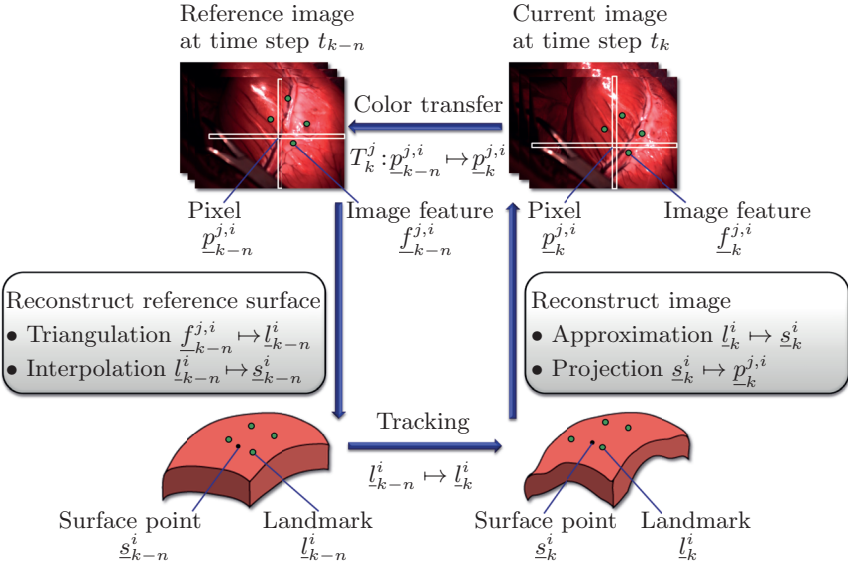 Reference image
at time step t_{k−n}
Current image
at time step t_k
Color transfer
T_k^j : p_{k−n}^{j,i} ↦ p_k^{j,i}
Pixel
p_{k−n}^{j,i}
Image feature
f_{k−n}^{j,i}
Pixel
p_k^{j,i}
Image feature
f_k^{j,i}
Reconstruct reference surface
• Triangulation f_{k−n}^{j,i} ↦ l_{k−n}^i
• Interpolation l_{k−n}^i ↦ s_{k−n}^i
Reconstruct image
• Approximation l_k^i ↦ s_k^i
• Projection s_k^i ↦ p_k^{j,i}
Tracking
l_{k−n}^i ↦ l_k^i
Surface point
s_{k−n}^i
Landmark
l_{k−n}^i
Surface point
s_k^i
Landmark
l_k^i